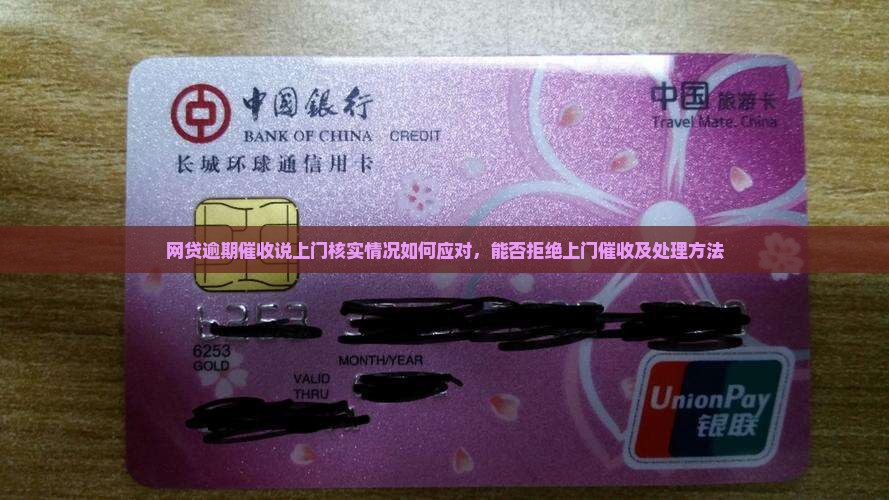 中国银行
BANK OF CHINA CREDIT
长城环球通信用卡
中国 旅游卡
Travel Mate. China
网贷逾期催收说上门核实情况如何应对，能否拒绝上门催收及处理方法
6253
6253
GOLD
MONTH/YEAR
VALID
THRU
UnionPay
银联